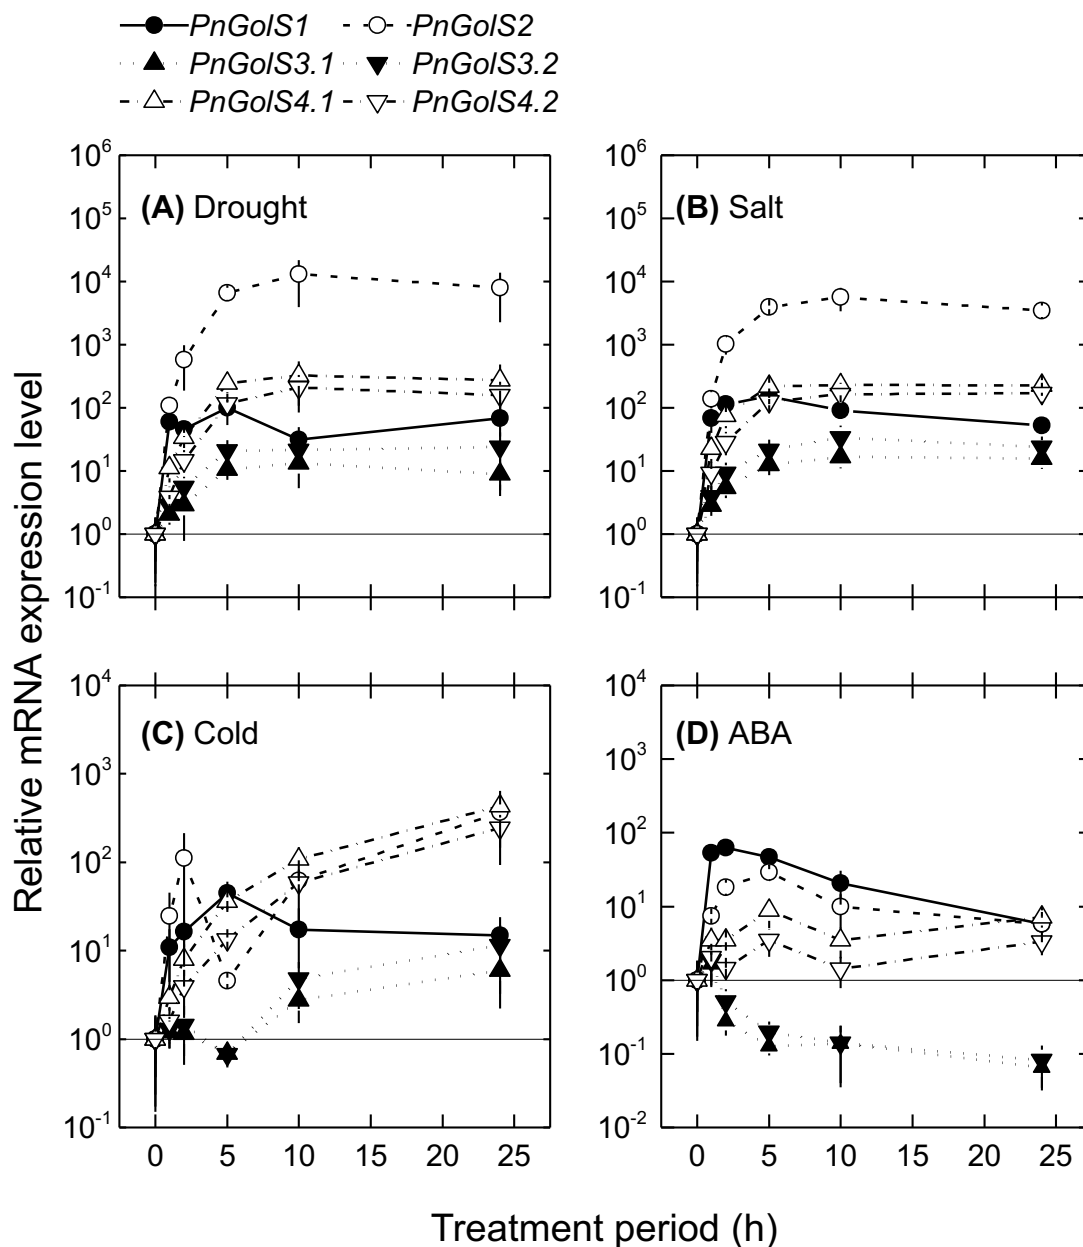 PnGolS1 PnGolS2
PnGolS3.1 PnGolS3.2
PnGolS4.1 PnGolS4.2
Relative mRNA expression level
(A) Drought
10^6
10^5
10^4
10^3
10^2
10^1
10^0
10^-1
(B) Salt
10^6
10^5
10^4
10^3
10^2
10^1
10^0
10^-1
(C) Cold
10^4
10^3
10^2
10^1
10^0
10^-1
0 5 10 15 20 25
(D) ABA
10^4
10^3
10^2
10^1
10^0
10^-1
10^-2
0 5 10 15 20 25
Treatment period (h)